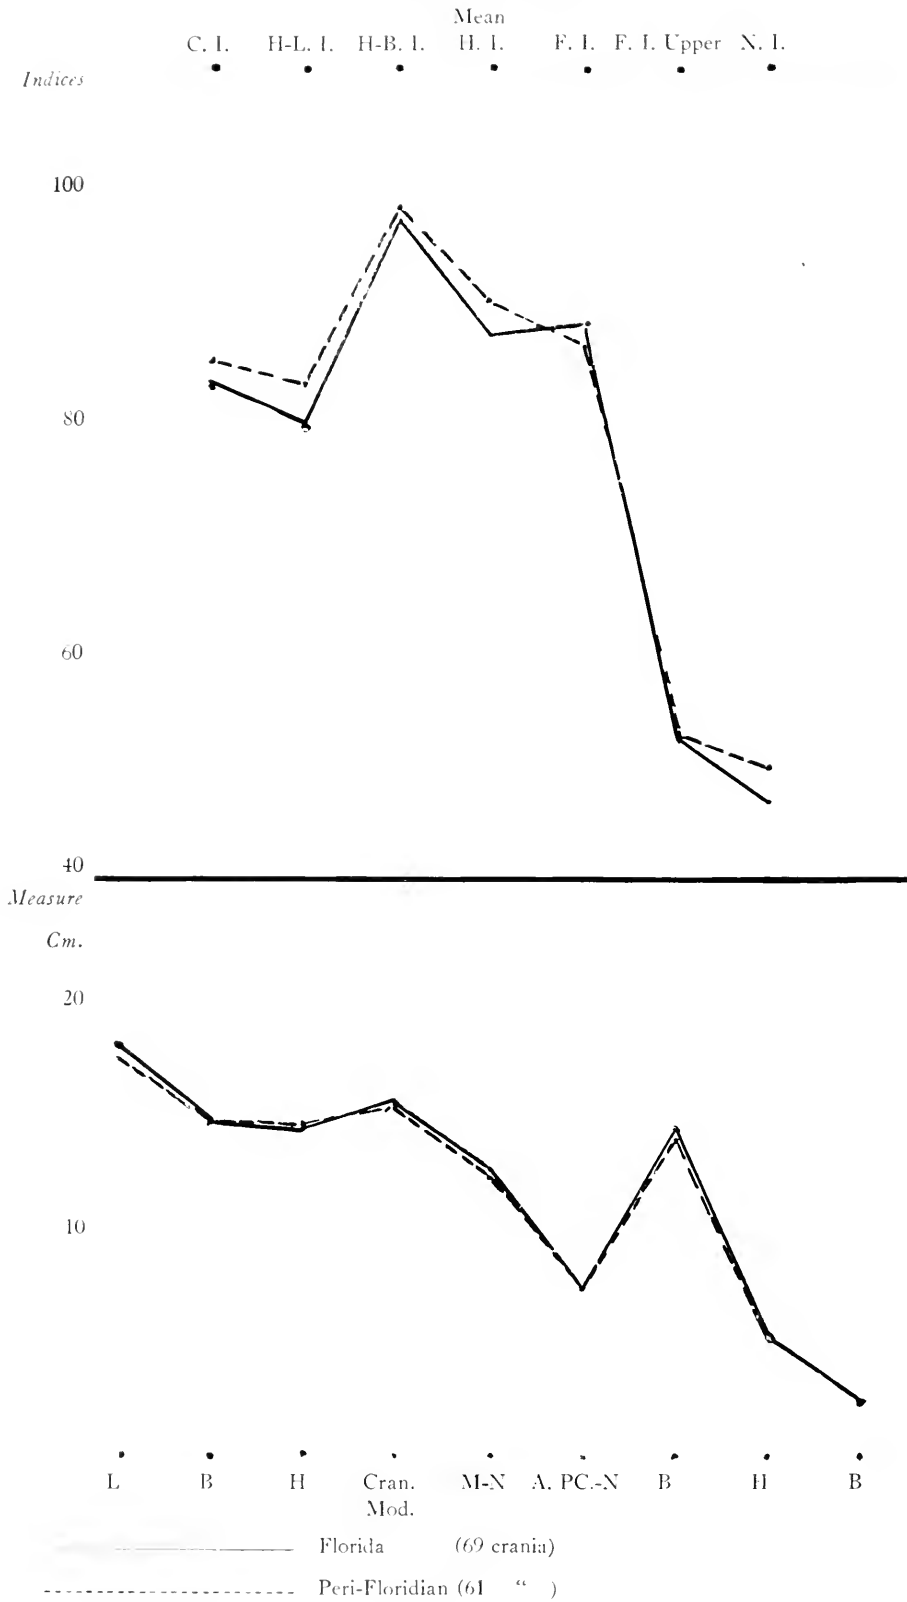 Mean
C. I. H-L. I. H-B. I. H. I. F. I. F. I. Upper N. I.
Indices
100
80
60
40
Measure
Cm.
20
10
L B H Cran. M-N A. PC.-N B H B
Mod.
Florida (69 crania)
Peri-Floridian (61 “ )